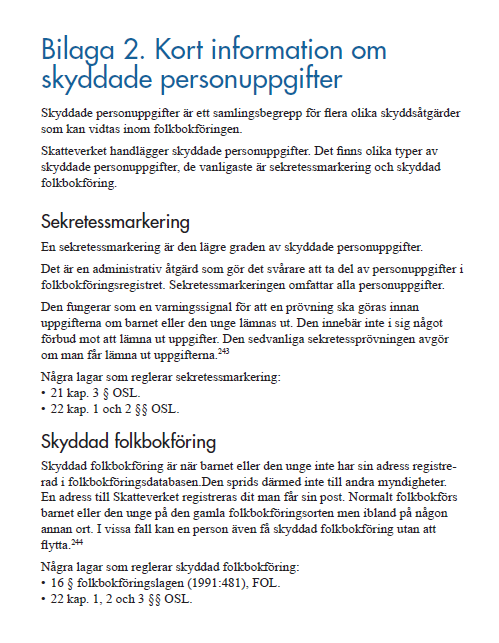 Bilaga 2. Kort information om
skyddade personuppgifter
Skyddade personuppgifter är ett samlingsbegrepp för flera olika skyddsåtgärder
som kan vidtas inom folkbokföringen.
Skatteverket handlägger skyddade personuppgifter. Det finns olika typer av
skyddade personuppgifter, de vanligaste är sekretessmarkering och skyddad
folkbokföring.
Sekretessmarkering
En sekretessmarkering är den lägre graden av skyddade personuppgifter.
Det är en administrativ åtgärd som gör det svårare att ta del av personuppgifter i
folkbokföringsregistret. Sekretessmarkeringen omfattar alla personuppgifter.
Den fungerar som en varningssignal för att en prövning ska göras innan
uppgifterna om barnet eller den unge lämnas ut. Den innebär inte i sig något
förbud mot att lämna ut uppgifter. Den sedvanliga sekretessprövningen avgör
om man får lämna ut uppgifterna.243
Några lagar som reglerar sekretessmarkering:
• 21 kap. 3 § OSL.
• 22 kap. 1 och 2 §§ OSL.
Skyddad folkbokföring
Skyddad folkbokföring är när barnet eller den unge inte har sin adress registre-
rad i folkbokföringsdatabasen.Den sprids därmed inte till andra myndigheter.
En adress till Skatteverket registreras dit man får sin post. Normalt folkbokförs
barnet eller den unge på den gamla folkbokföringsorten men ibland på någon
annan ort. I vissa fall kan en person även få skyddad folkbokföring utan att
flytta.244
Några lagar som reglerar skyddad folkbokföring:
• 16 § folkbokföringslagen (1991:481), FOL.
• 22 kap. 1, 2 och 3 §§ OSL.